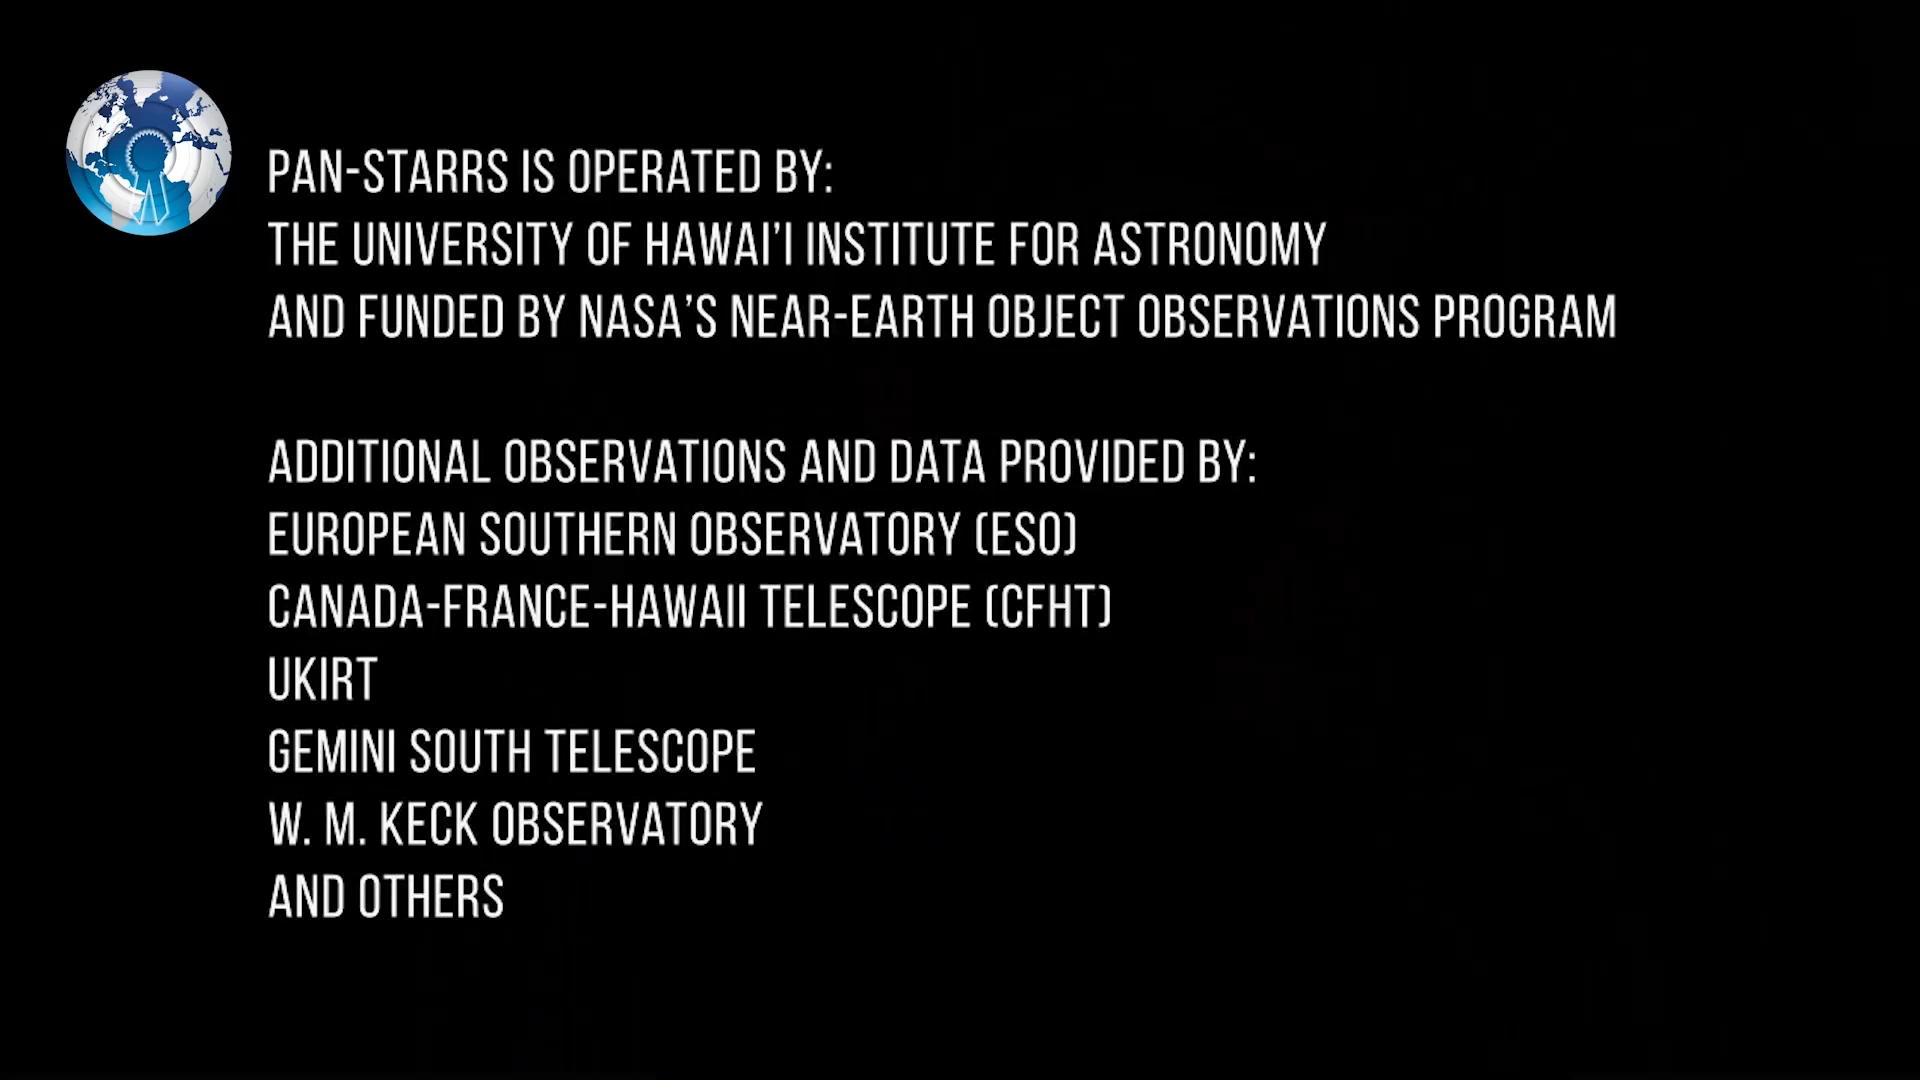 PAN-STARRS IS OPERATED BY:
THE UNIVERSITY OF HAWAI’I INSTITUTE FOR ASTRONOMY
AND FUNDED BY NASA’S NEAR-EARTH OBJECT OBSERVATIONS PROGRAM
ADDITIONAL OBSERVATIONS AND DATA PROVIDED BY:
EUROPEAN SOUTHERN OBSERVATORY (ESO)
CANADA-FRANCE-HAWAII TELESCOPE (CFHT)
UKIRT
GEMINI SOUTH TELESCOPE
W. M. KECK OBSERVATORY
AND OTHERS